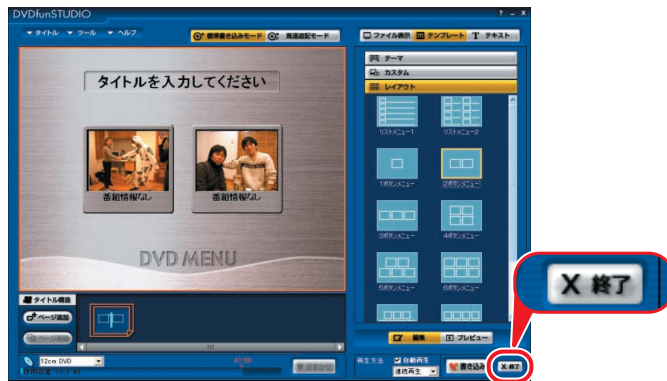 DVDfunSTUDIO
? － X
▼ タイトル ▼ ツール ▼ ヘルプ
標準書き込みモード 高速追記モード
ファイル表示 テンプレート T テキスト
テーマ
カスタム
レイアウト
タイトルを入力してください
番組情報なし 番組情報なし
DVD MENU
リストメニュー1 リストメニュー2
1ボタンメニュー 2ボタンメニュー
3ボタンメニュー 4ボタンメニュー
5ボタンメニュー 6ボタンメニュー
X 終了
タイトル構造
ページ追加
編集 プレビュー
12cm DVD
再生方法 自動再生
連続再生
書き込み X 終了